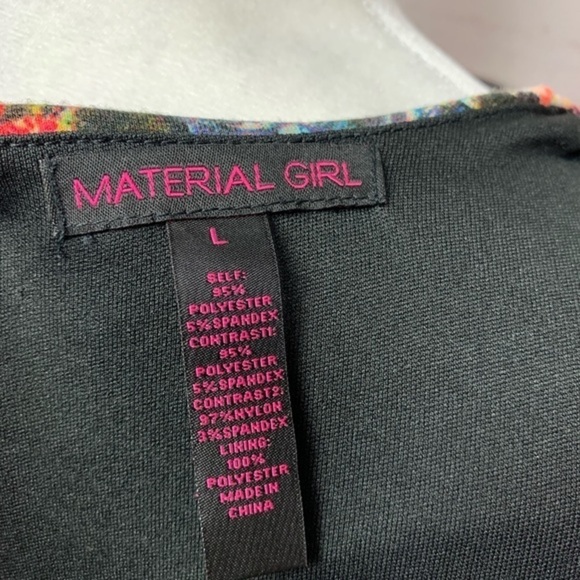 MATERIAL GIRL
L
SELF:
95%
POLYESTER
5%SPANDEX
CONTRAST1:
95%
POLYESTER
5%SPANDEX
CONTRAST2:
97%NYLON
3%SPANDEX
LINING:
100%
POLYESTER
MADE IN
CHINA